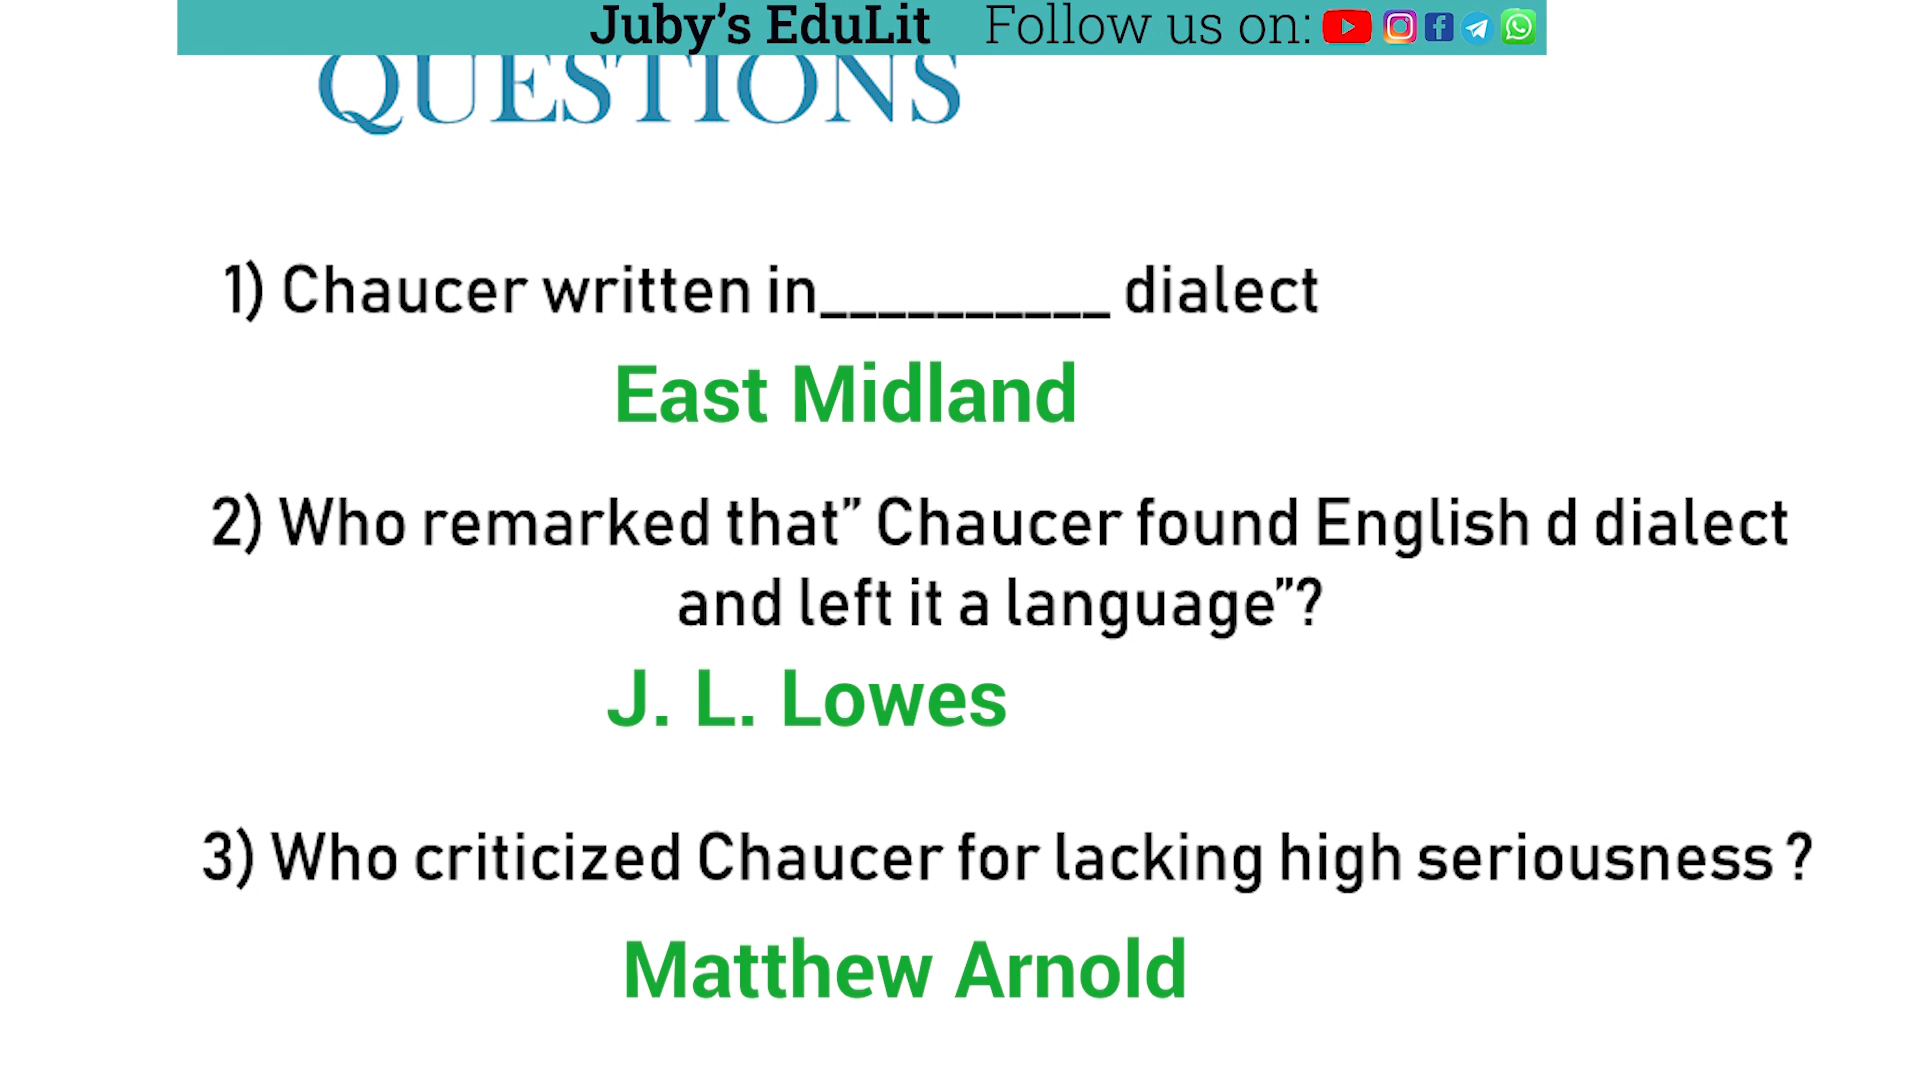 Juby’s EduLit Follow us on:
QUESTIONS
1) Chaucer written in__________ dialect
East Midland
2) Who remarked that” Chaucer found English d dialect
and left it a language”?
J. L. Lowes
3) Who criticized Chaucer for lacking high seriousness ?
Matthew Arnold